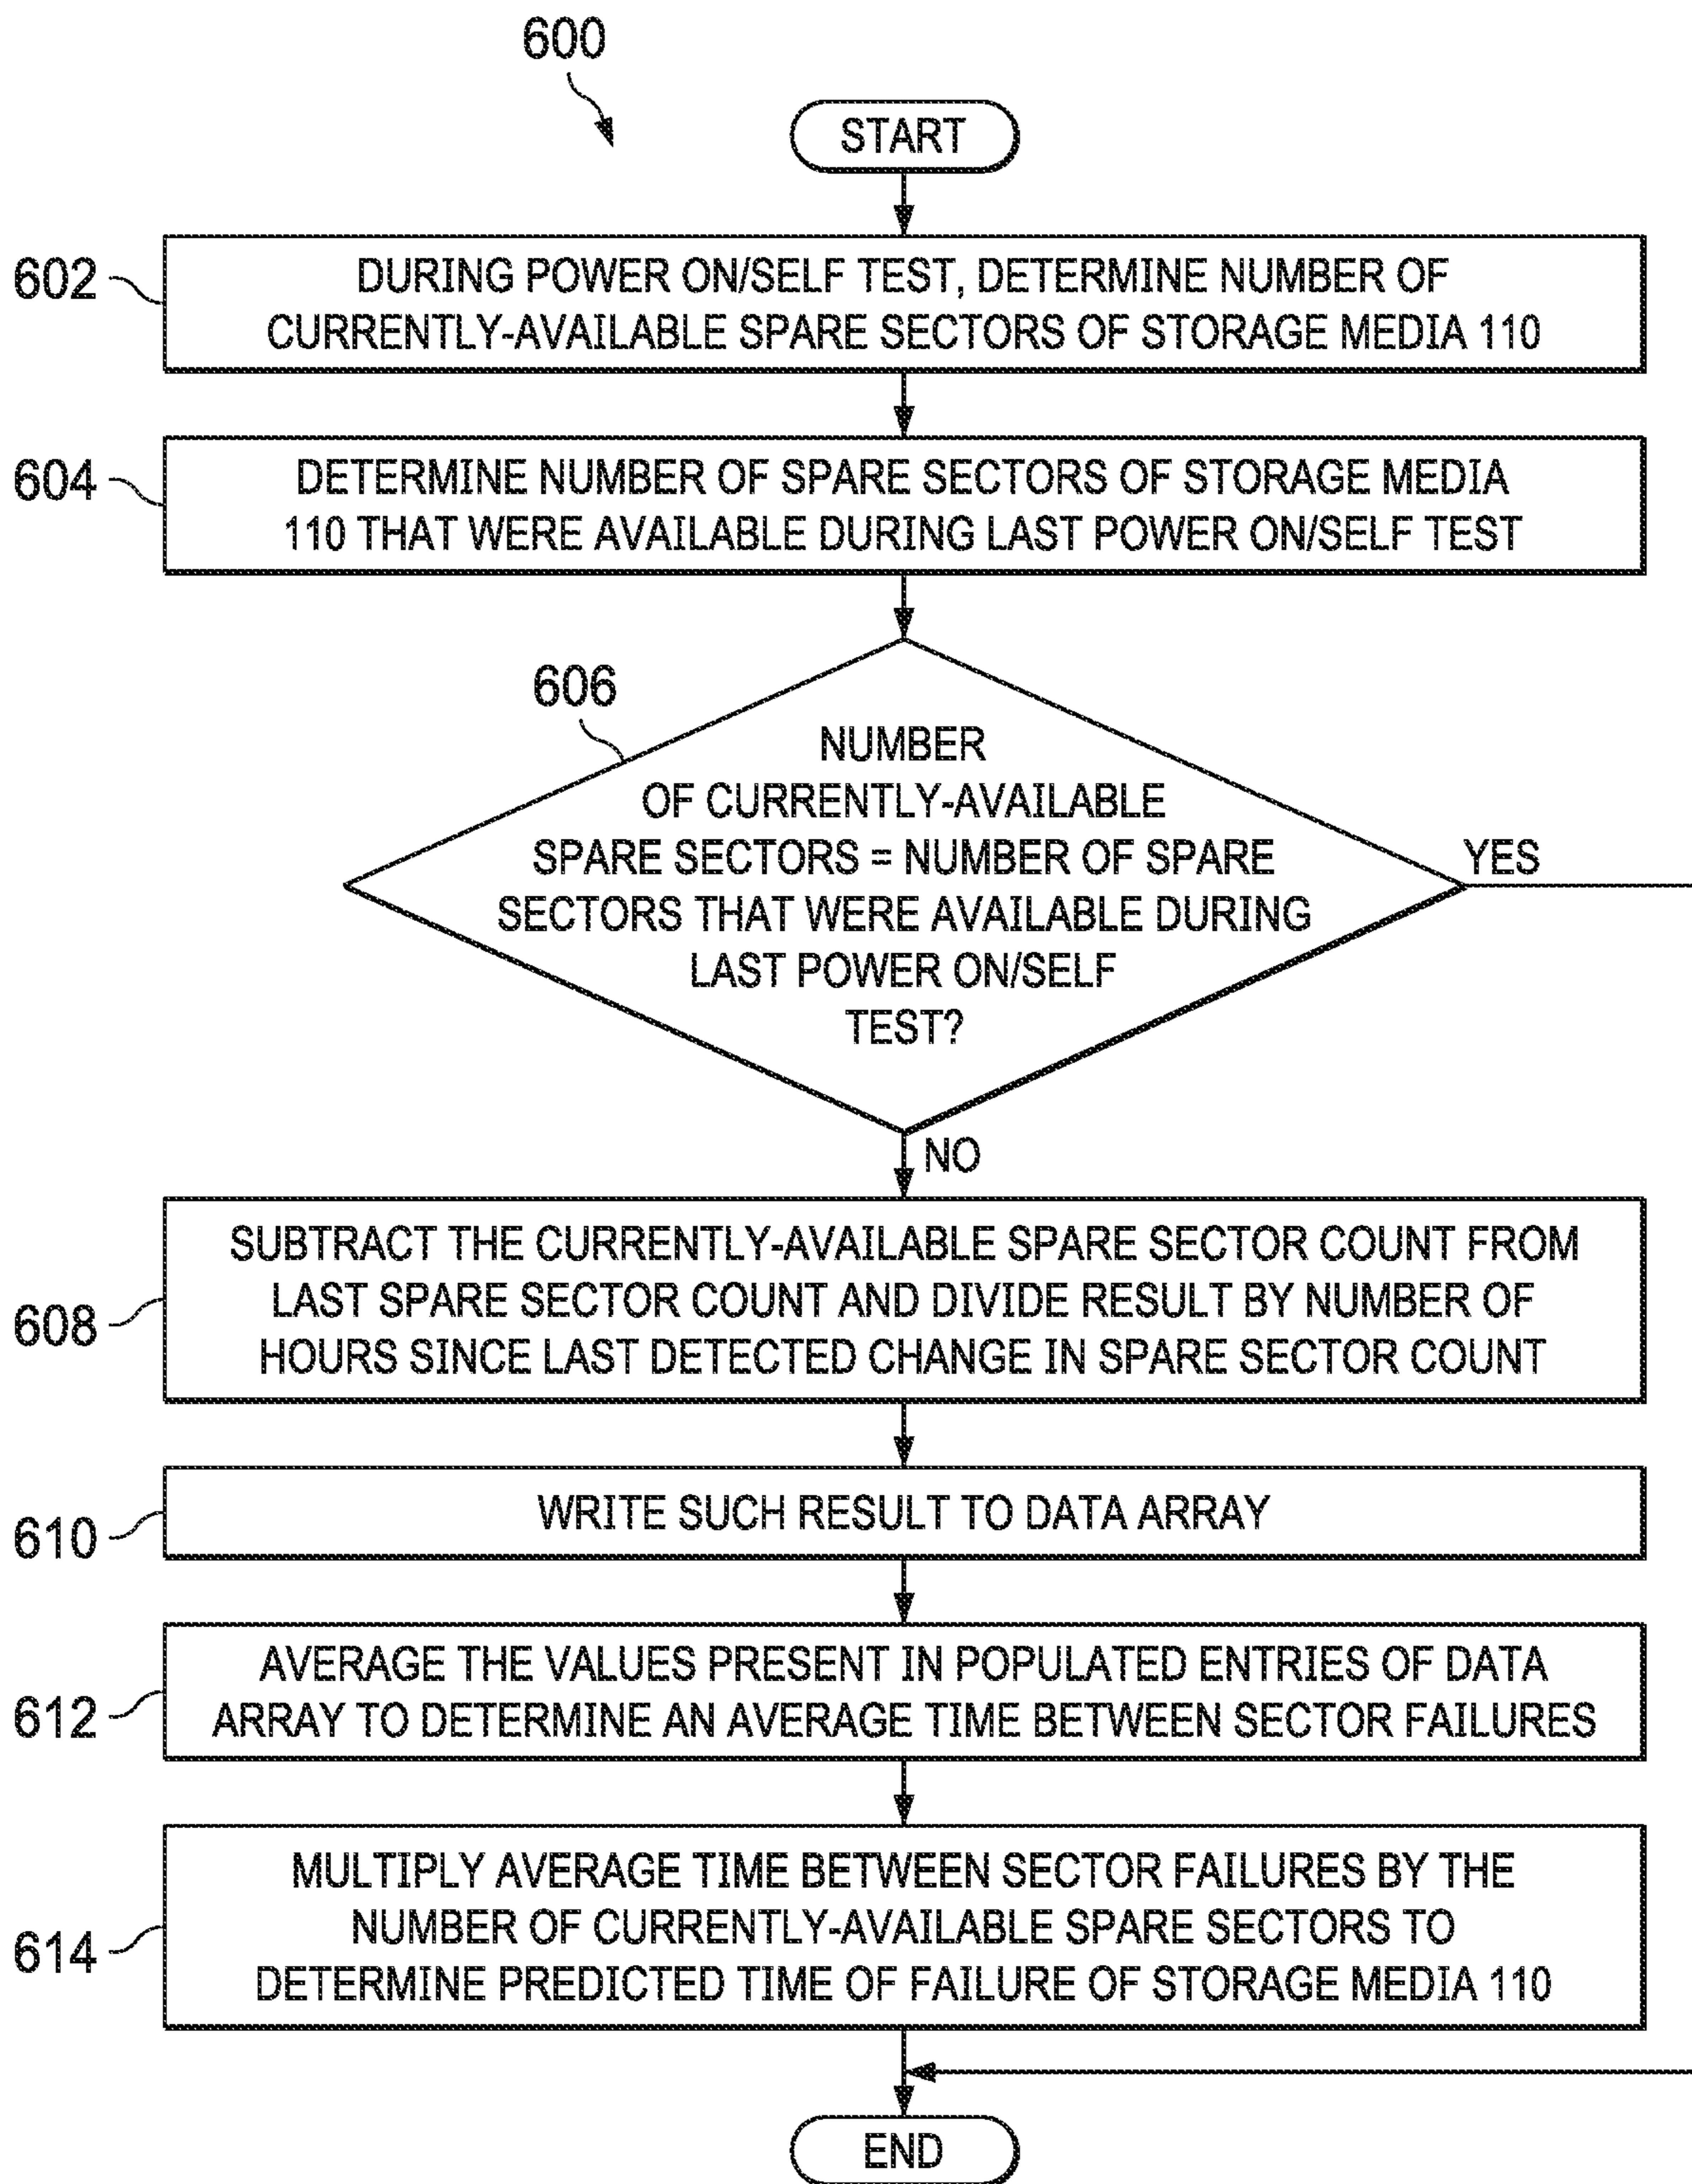 600
START
602
DURING POWER ON/SELF TEST, DETERMINE NUMBER OF
CURRENTLY-AVAILABLE SPARE SECTORS OF STORAGE MEDIA 110
604
DETERMINE NUMBER OF SPARE SECTORS OF STORAGE MEDIA
110 THAT WERE AVAILABLE DURING LAST POWER ON/SELF TEST
606
NUMBER
OF CURRENTLY-AVAILABLE
SPARE SECTORS = NUMBER OF SPARE
SECTORS THAT WERE AVAILABLE DURING
LAST POWER ON/SELF
TEST?
YES
NO
608
SUBTRACT THE CURRENTLY-AVAILABLE SPARE SECTOR COUNT FROM
LAST SPARE SECTOR COUNT AND DIVIDE RESULT BY NUMBER OF
HOURS SINCE LAST DETECTED CHANGE IN SPARE SECTOR COUNT
610
WRITE SUCH RESULT TO DATA ARRAY
612
AVERAGE THE VALUES PRESENT IN POPULATED ENTRIES OF DATA
ARRAY TO DETERMINE AN AVERAGE TIME BETWEEN SECTOR FAILURES
614
MULTIPLY AVERAGE TIME BETWEEN SECTOR FAILURES BY THE
NUMBER OF CURRENTLY-AVAILABLE SPARE SECTORS TO
DETERMINE PREDICTED TIME OF FAILURE OF STORAGE MEDIA 110
END